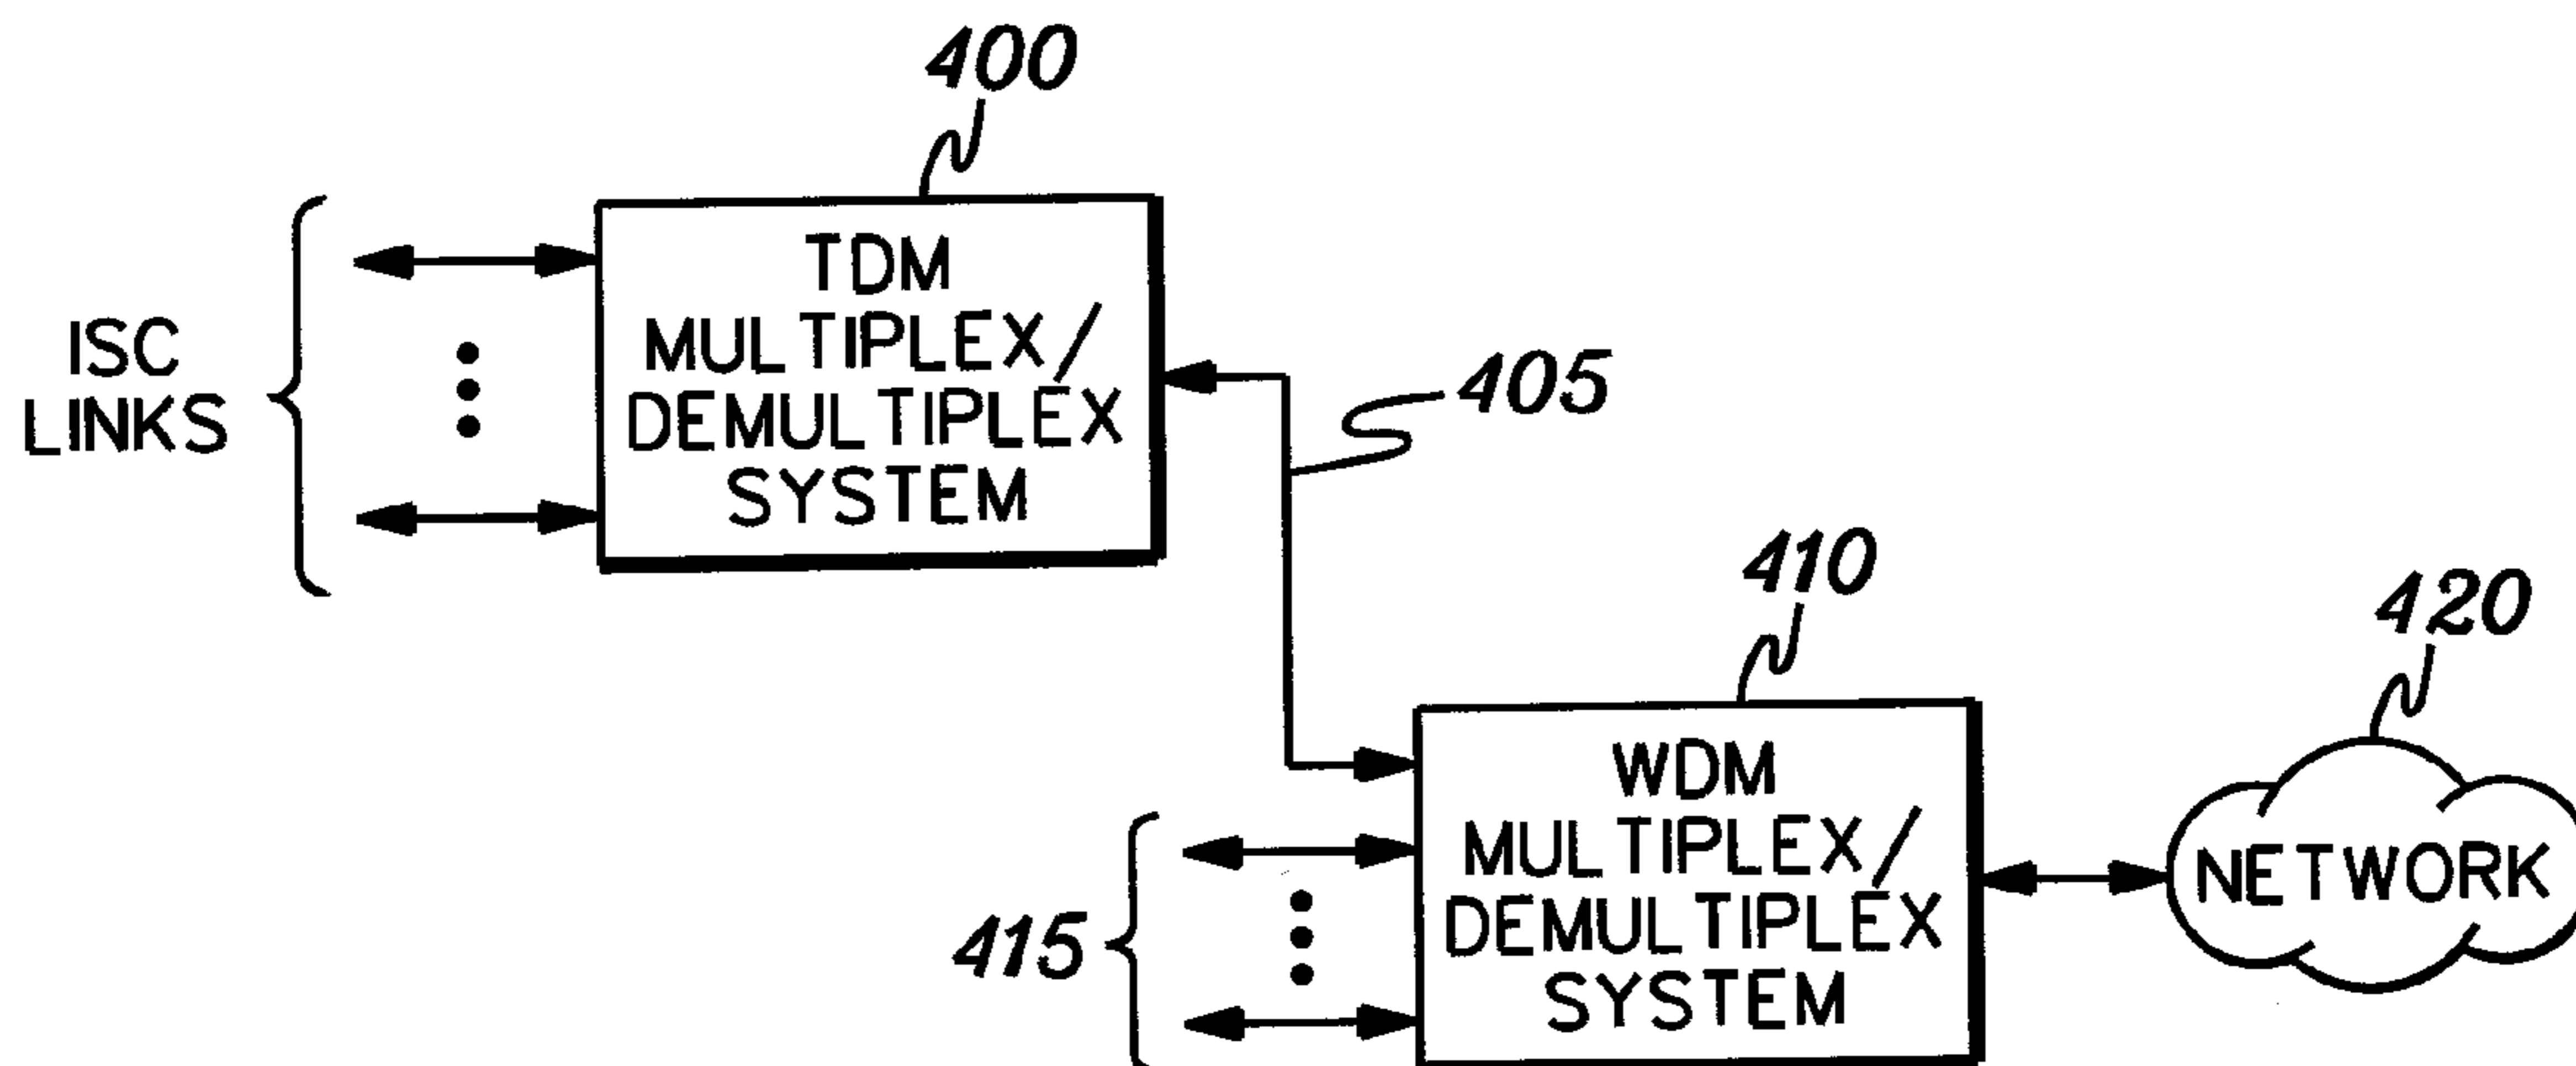 400
TDM
MULTIPLEX/
DEMULTIPLEX
SYSTEM
ISC
LINKS
405
410
WDM
MULTIPLEX/
DEMULTIPLEX
SYSTEM
415
420
NETWORK